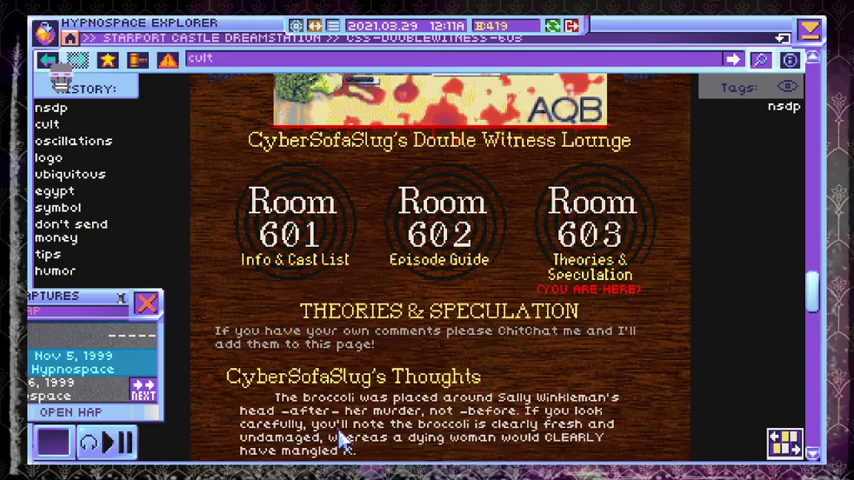 HYPNOSPACE EXPLORER
2021.03.29 12:11A
419
>> STARPORT CASTLE DREAMSTATION >> CSS-DOUBLEWITNESS-603
cult
HISTORY:
nsdp
cult
oscillations
logo
ubiquitous
egypt
symbol
don't send
money
tips
humor
Tags:
nsdp
AQB
CyberSofaSlug's Double Witness Lounge
Room
601
Info & Cast List
Room
602
Episode Guide
Room
603
Theories &
Speculation
(YOU ARE HERE)
THEORIES & SPECULATION
If you have your own comments please ChitChat me and I'll
add them to this page!
CyberSofaSlug's Thoughts
The broccoli was placed around Sally Winkleman's
head -after- her murder, not -before. If you look
carefully, you'll note the broccoli is clearly fresh and
undamaged, whereas a dying woman would CLEARLY
have mangled it.
APTURES
AP
-----
Nov 5, 1999
Hypnospace
6, 1999
space
NEXT
OPEN HAP